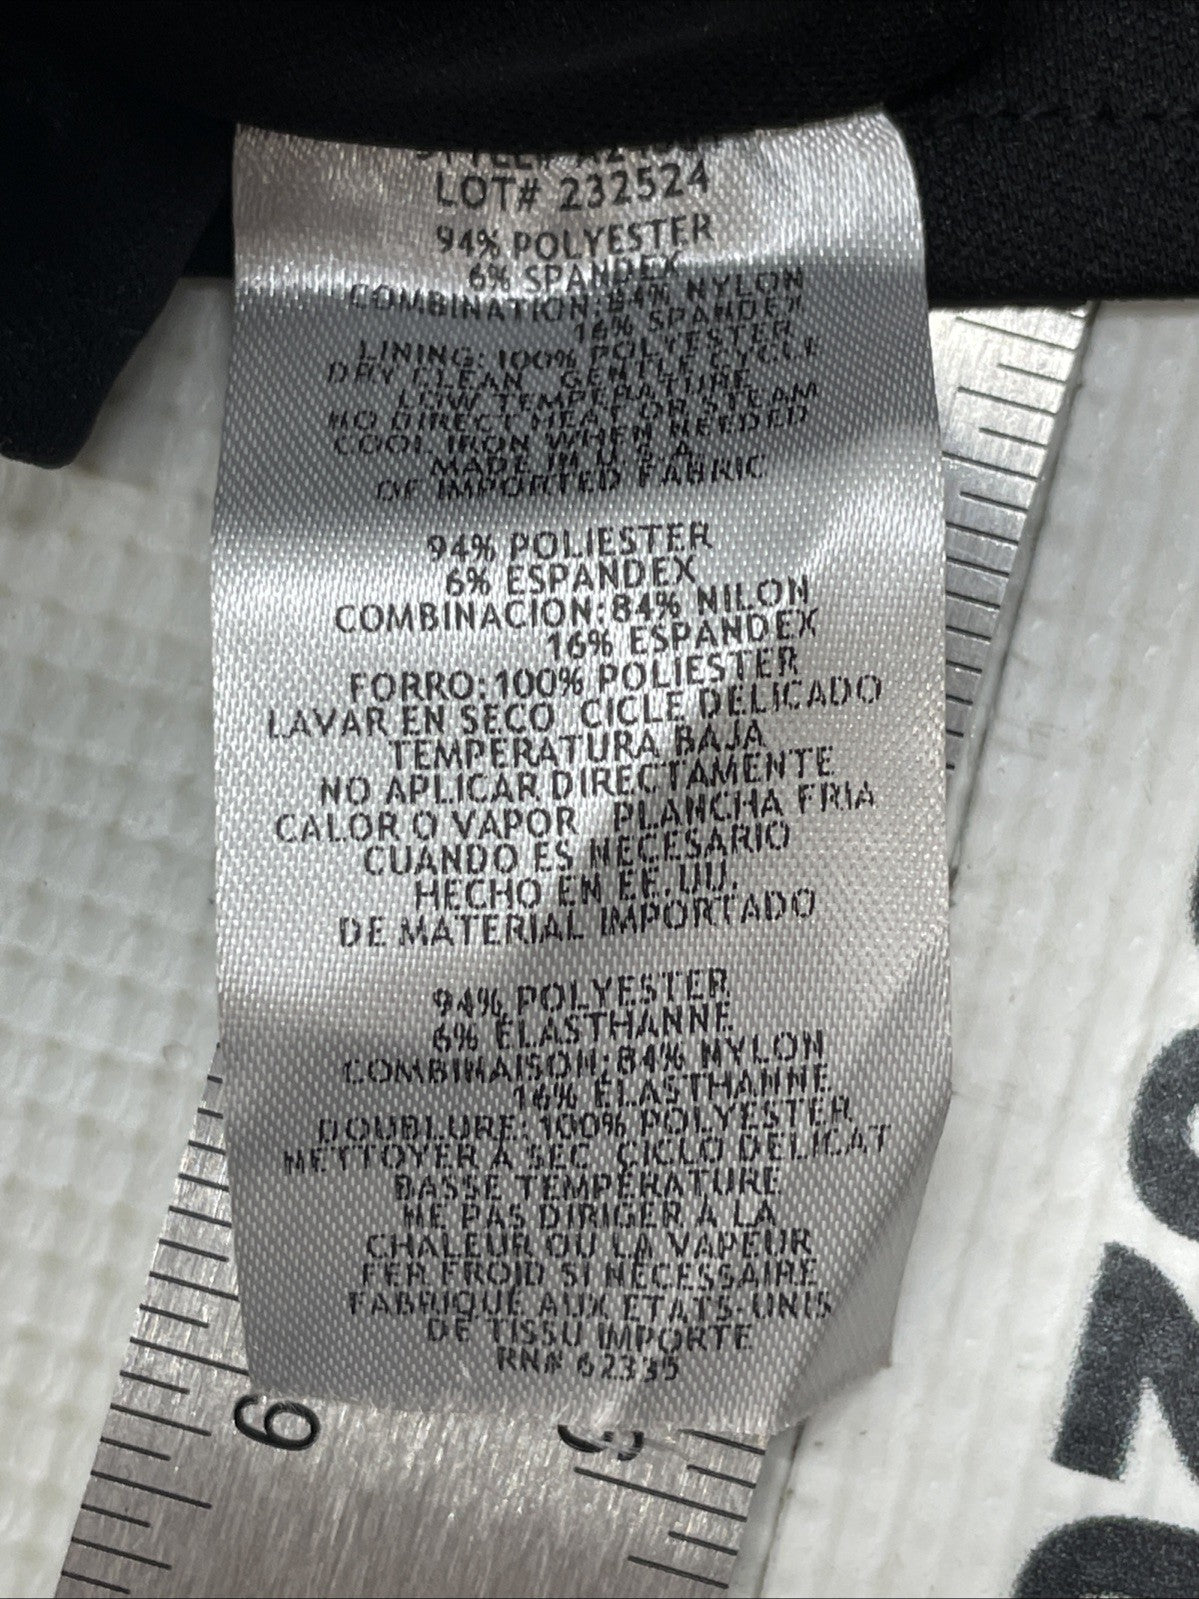 LOT# 232524
94% POLYESTER
6% SPANDEX
COMBINATION: 84% NYLON
16% SPANDEX
LINING: 100% POLYESTER
DRY CLEAN GENTLE CYCLE
LOW TEMPERATURE
NO DIRECT HEAT OR STEAM
COOL IRON WHEN NEEDED
MADE IN U.S.A
OF IMPORTED FABRIC
94% POLIESTER
6% ESPANDEX
COMBINACION: 84% NILON
16% ESPANDEX
FORRO: 100% POLIESTER
LAVAR EN SECO CICLE DELICADO
TEMPERATURA BAJA
NO APLICAR DIRECTAMENTE
CALOR O VAPOR PLANCHA FRIA
CUANDO ES NECESARIO
HECHO EN EE.UU.
DE MATERIAL IMPORTADO
94% POLYESTER
6% ÉLASTHANNE
COMBINAISON: 84% NYLON
16% ÉLASTHANNE
DOUBLURE: 100% POLYESTER
NETTOYER A SEC CICLO DELICAT
BASSE TEMPÉRATURE
NE PAS DIRIGER A LA
CHALEUR OU LA VAPEUR
FER FROID SI NÉCESSAIRE
FABRIQUE AUX ETATS-UNIS
DE TISSU IMPORTE
RN# 62335
9